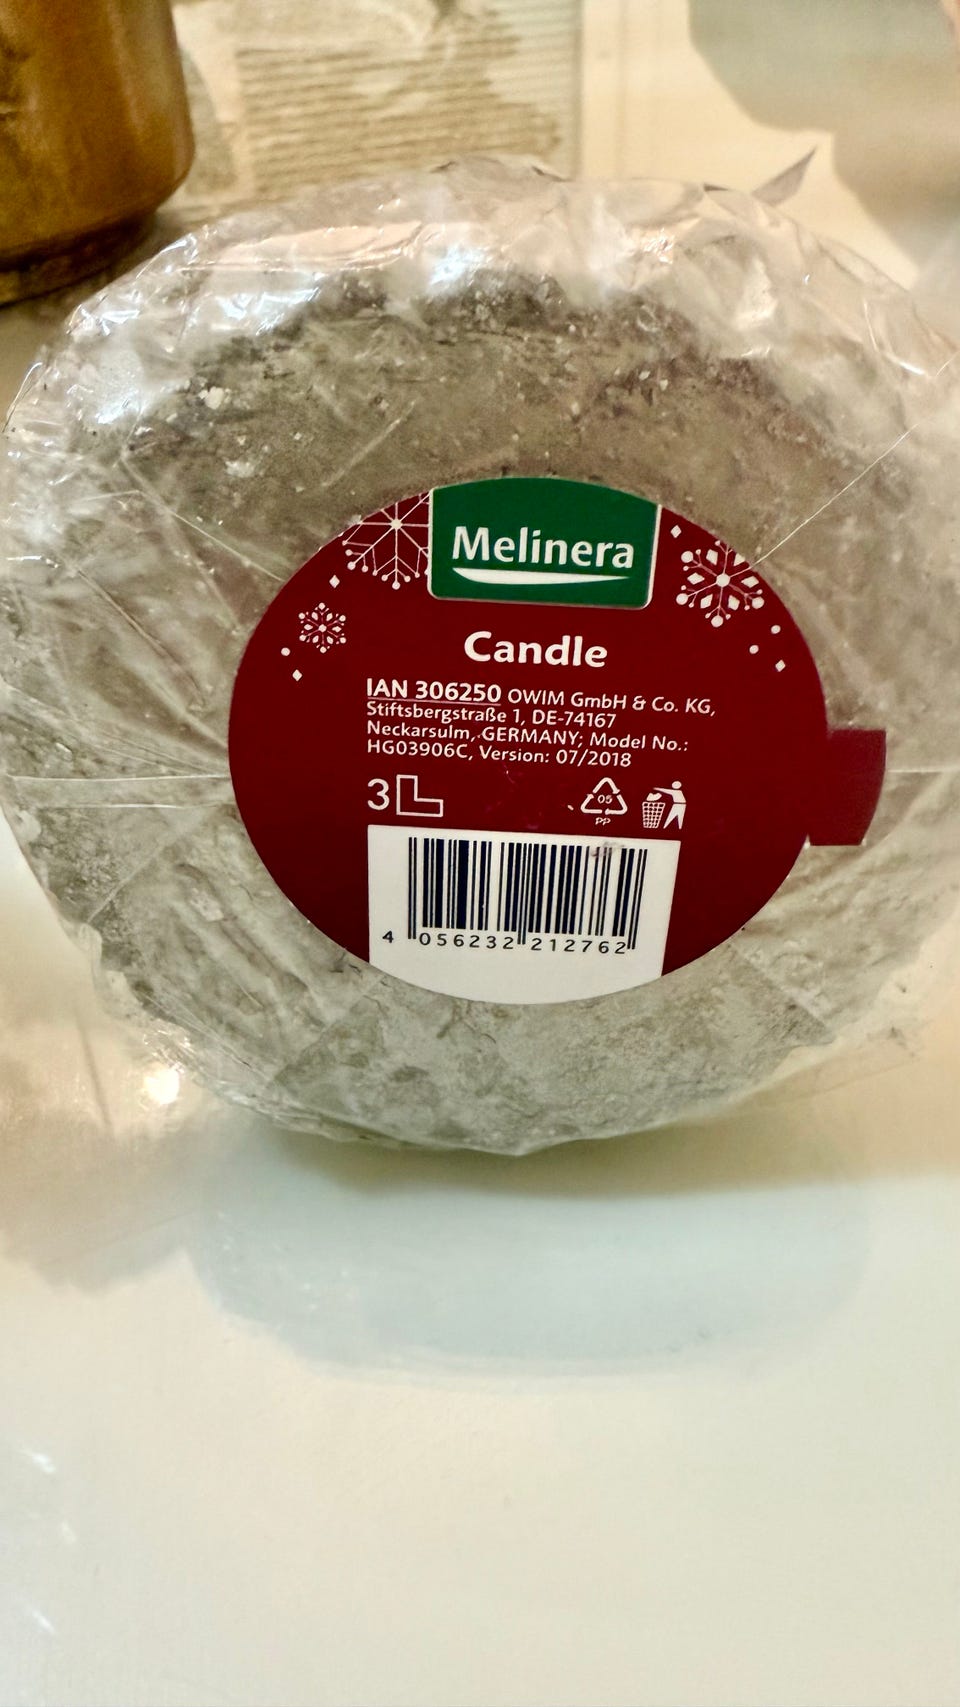 Melinera
Candle
IAN 306250 OWIM GmbH & Co. KG,
Stiftsbergstraße 1, DE-74167
Neckarsulm, GERMANY; Model No.:
HG03906C, Version: 07/2018
3
05
PP
4 056232 212762